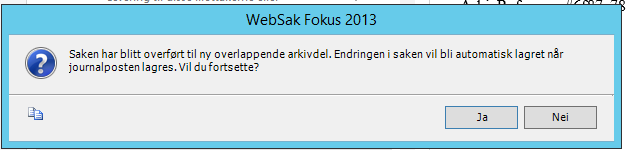 WebSak Fokus 2013
Saken har blitt overført til ny overlappende arkivdel. Endringen i saken vil bli automatisk lagret når
journalposten lagres. Vil du fortsette?
Ja
Nei